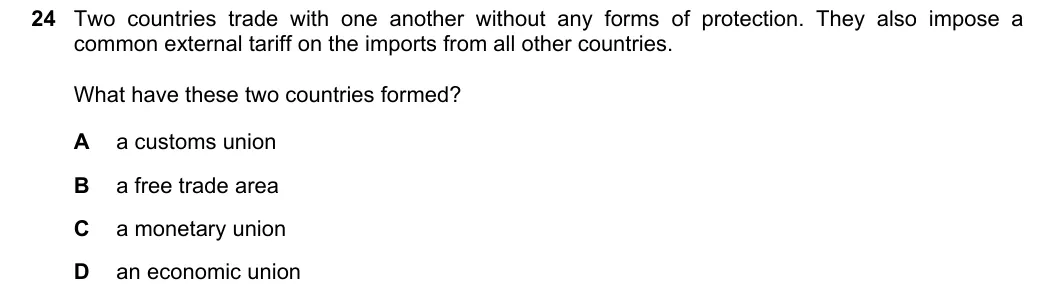 24 Two countries trade with one another without any forms of protection. They also impose a
common external tariff on the imports from all other countries.
What have these two countries formed?
A a customs union
B a free trade area
C a monetary union
D an economic union